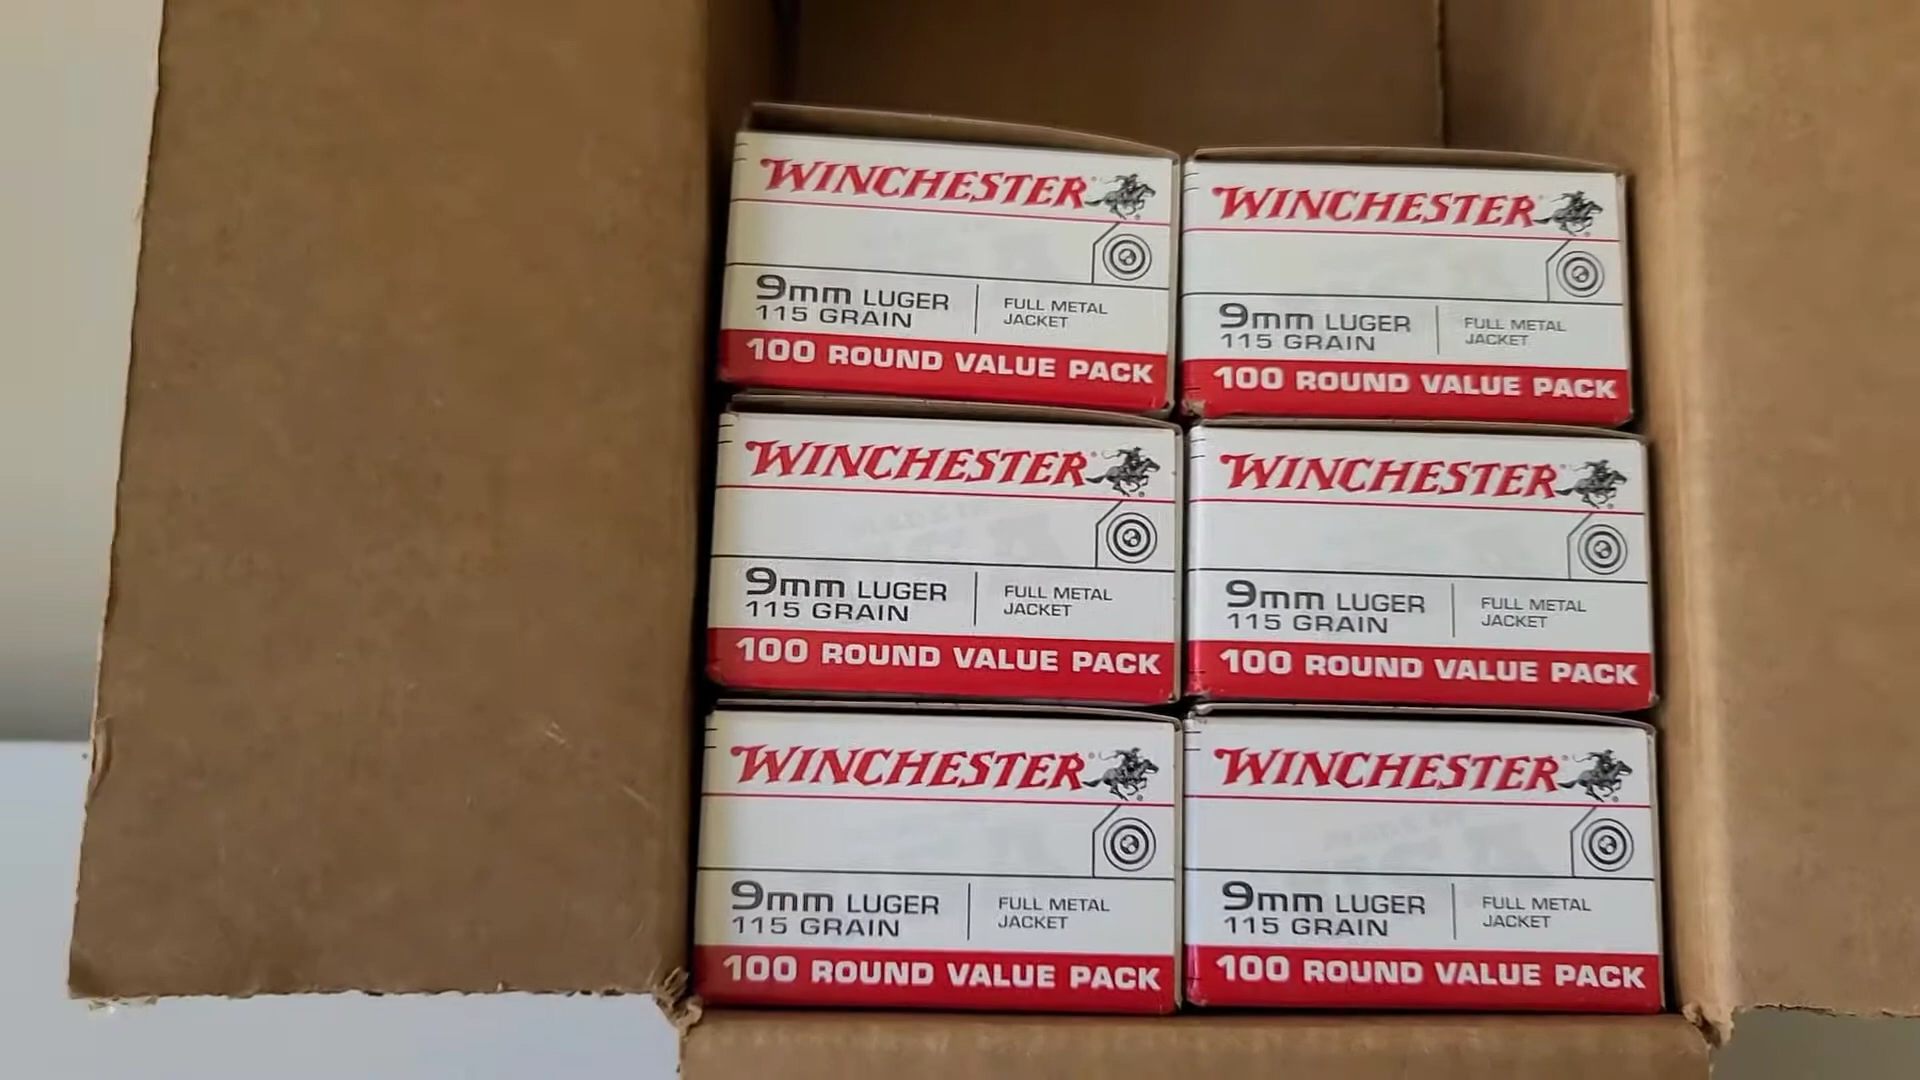 WINCHESTER
9mm LUGER
115 GRAIN
FULL METAL
JACKET
100 ROUND VALUE PACK
WINCHESTER
9mm LUGER
115 GRAIN
FULL METAL
JACKET
100 ROUND VALUE PACK
WINCHESTER
9mm LUGER
115 GRAIN
FULL METAL
JACKET
100 ROUND VALUE PACK
WINCHESTER
9mm LUGER
115 GRAIN
FULL METAL
JACKET
100 ROUND VALUE PACK
WINCHESTER
9mm LUGER
115 GRAIN
FULL METAL
JACKET
100 ROUND VALUE PACK
WINCHESTER
9mm LUGER
115 GRAIN
FULL METAL
JACKET
100 ROUND VALUE PACK